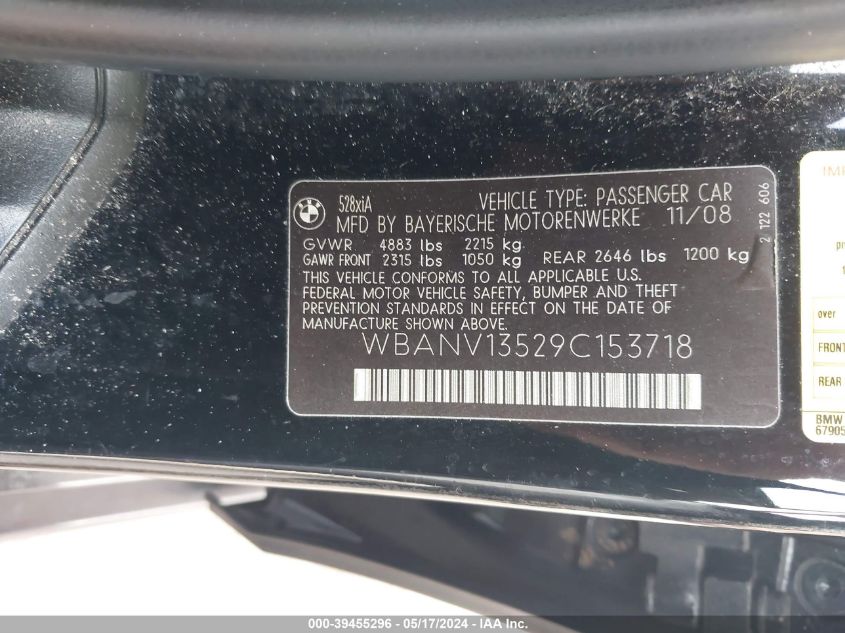 528xiA VEHICLE TYPE: PASSENGER CAR
MFD BY BAYERISCHE MOTORENWERKE 11/08
GVWR 4883 lbs 2215 kg
GAWR FRONT 2315 lbs 1050 kg REAR 2646 lbs 1200 kg
THIS VEHICLE CONFORMS TO ALL APPLICABLE U.S.
FEDERAL MOTOR VEHICLE SAFETY, BUMPER AND THEFT
PREVENTION STANDARDS IN EFFECT ON THE DATE OF
MANUFACTURE SHOWN ABOVE.
WBANV13529C153718
2 122 606
over
FRONT
REAR
BMW
67905
000-39455296 - 05/17/2024 - IAA Inc.